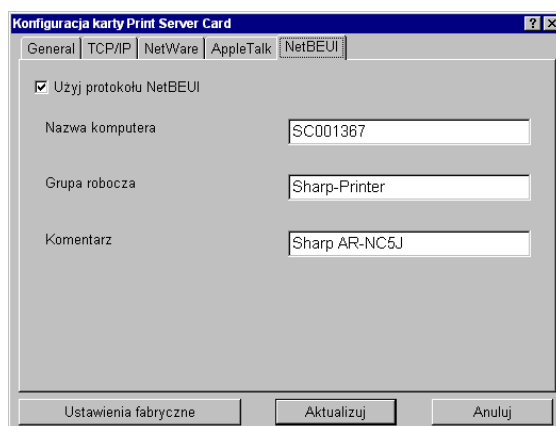 Konfiguracja karty Print Server Card
General TCP/IP NetWare AppleTalk NetBEUI
Użyj protokołu NetBEUI
Nazwa komputera SC001367
Grupa robocza Sharp-Printer
Komentarz Sharp AR-NC5J
Ustawienia fabryczne Aktualizuj Anuluj